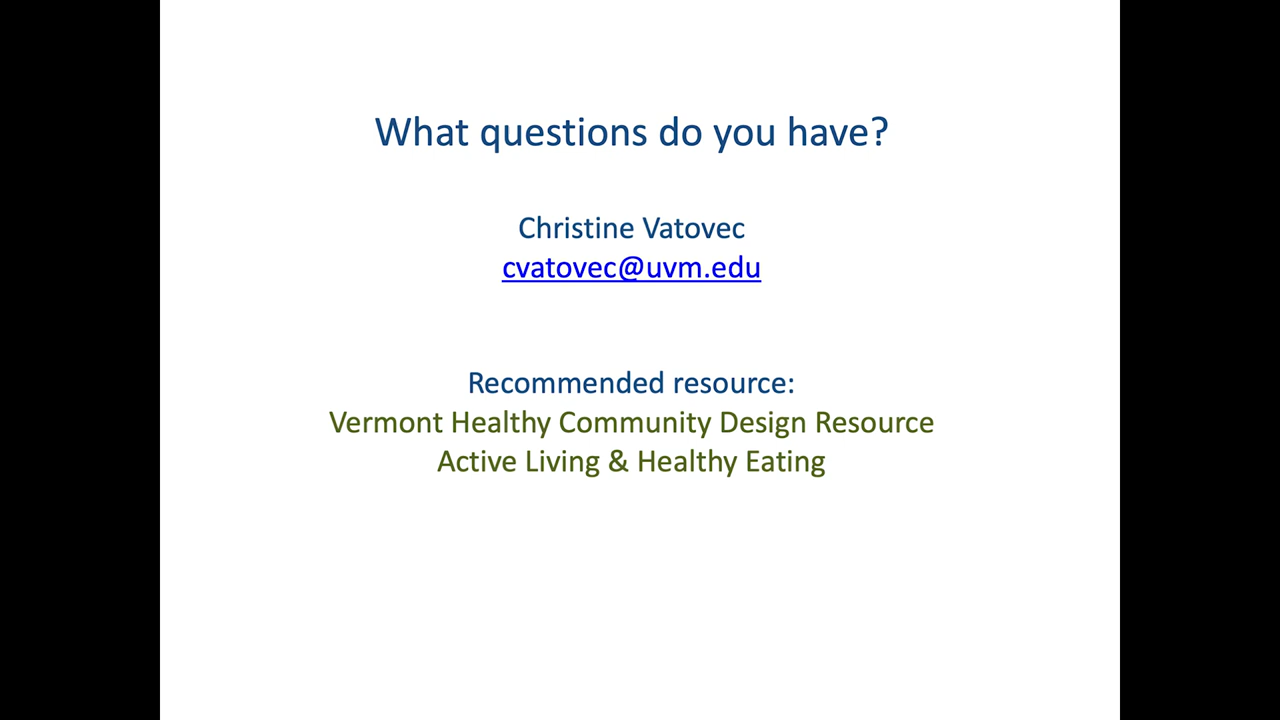 What questions do you have?
Christine Vatovec
cvatovec@uvm.edu
Recommended resource:
Vermont Healthy Community Design Resource
Active Living & Healthy Eating